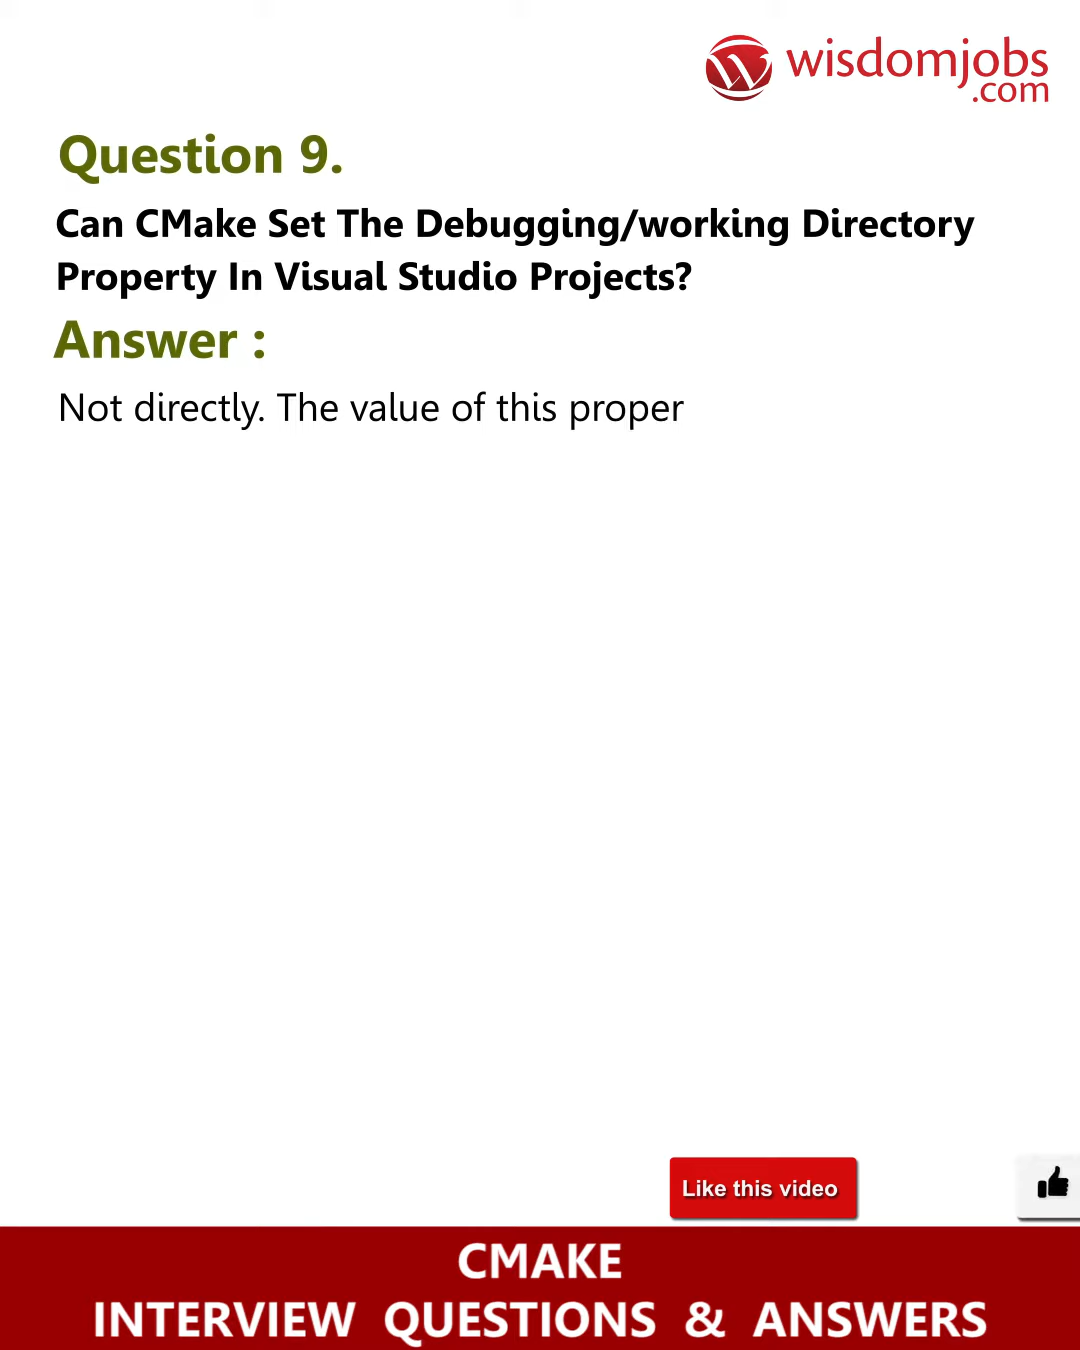 wisdomjobs
.com
Question 9.
Can CMake Set The Debugging/working Directory
Property In Visual Studio Projects?
Answer :
Not directly. The value of this proper
Like this video
CMAKE
INTERVIEW QUESTIONS & ANSWERS